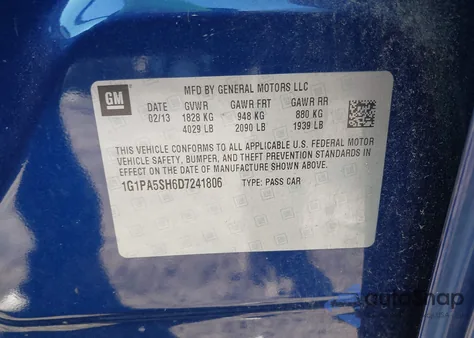 GM
MFD BY GENERAL MOTORS LLC
DATE GVWR GAWR FRT GAWR RR
02/13 1828 KG 948 KG 880 KG
4029 LB 2090 LB 1939 LB
THIS VEHICLE CONFORMS TO ALL APPLICABLE U.S. FEDERAL MOTOR
VEHICLE SAFETY, BUMPER, AND THEFT PREVENTION STANDARDS IN
EFFECT ON THE DATE OF MANUFACTURE SHOWN ABOVE.
1G1PA5SH6D7241806 TYPE: PASS CAR
autosnap